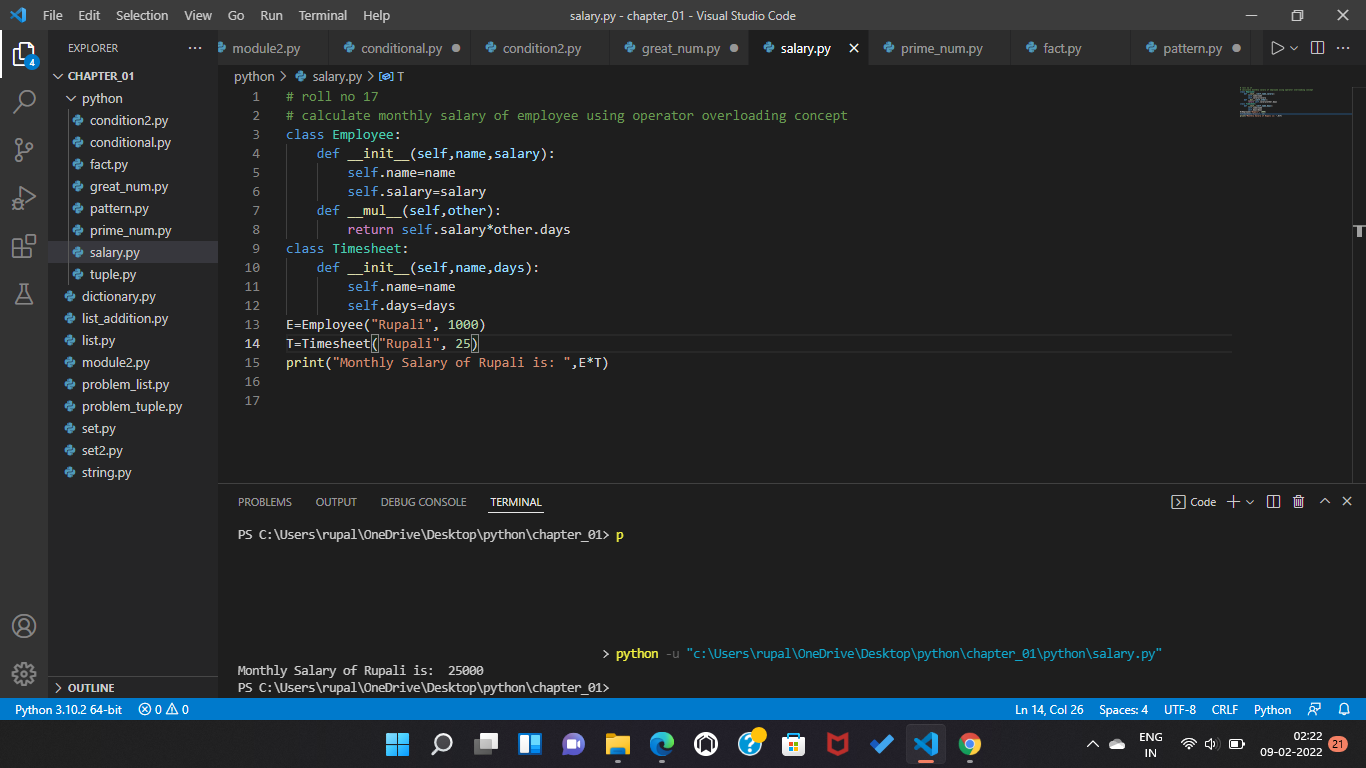 File Edit Selection View Go Run Terminal Help salary.py - chapter_01 - Visual Studio Code
EXPLORER
module2.py conditional.py condition2.py great_num.py salary.py prime_num.py fact.py pattern.py
4
CHAPTER_01
python
condition2.py
conditional.py
fact.py
great_num.py
pattern.py
prime_num.py
salary.py
tuple.py
dictionary.py
list_addition.py
list.py
module2.py
problem_list.py
problem_tuple.py
set.py
set2.py
string.py
OUTLINE
python > salary.py > T
1 # roll no 17
2 # calculate monthly salary of employee using operator overloading concept
3 class Employee:
4     def __init__(self,name,salary):
5         self.name=name
6         self.salary=salary
7     def __mul__(self,other):
8         return self.salary*other.days
9 class Timesheet:
10     def __init__(self,name,days):
11         self.name=name
12         self.days=days
13 E=Employee("Rupali", 1000)
14 T=Timesheet("Rupali", 25)
15 print("Monthly Salary of Rupali is: ",E*T)
16
17
PROBLEMS OUTPUT DEBUG CONSOLE TERMINAL Code
PS C:\Users\rupal\OneDrive\Desktop\python\chapter_01> p
> python -u "c:\Users\rupal\OneDrive\Desktop\python\chapter_01\python\salary.py"
Monthly Salary of Rupali is:  25000
PS C:\Users\rupal\OneDrive\Desktop\python\chapter_01>
Python 3.10.2 64-bit 0 0 Ln 14, Col 26 Spaces: 4 UTF-8 CRLF Python
ENG
IN
02:22
09-02-2022
21